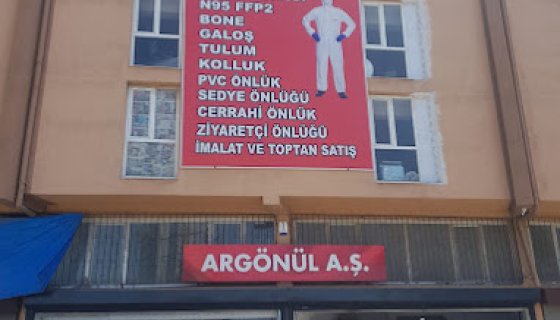 N95 FFP2
BONE
GALOŞ
TULUM
KOLLUK
PVC ÖNLÜK
SEDYE ÖNLÜĞÜ
CERRAHİ ÖNLÜK
ZİYARETÇİ ÖNLÜĞÜ
İMALAT VE TOPTAN SATIŞ
ARGÖNÜL A.Ş.